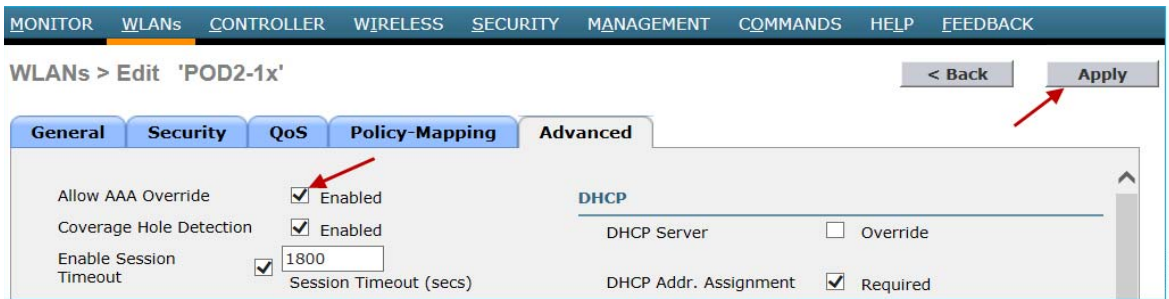 MONITOR WLANs CONTROLLER WIRELESS SECURITY MANAGEMENT COMMANDS HELP FEEDBACK
WLANs > Edit 'POD2-1x'
< Back Apply
General Security QoS Policy-Mapping Advanced
Allow AAA Override Enabled
Coverage Hole Detection Enabled
Enable Session Timeout
1800
Session Timeout (secs)
DHCP
DHCP Server Override
DHCP Addr. Assignment Required